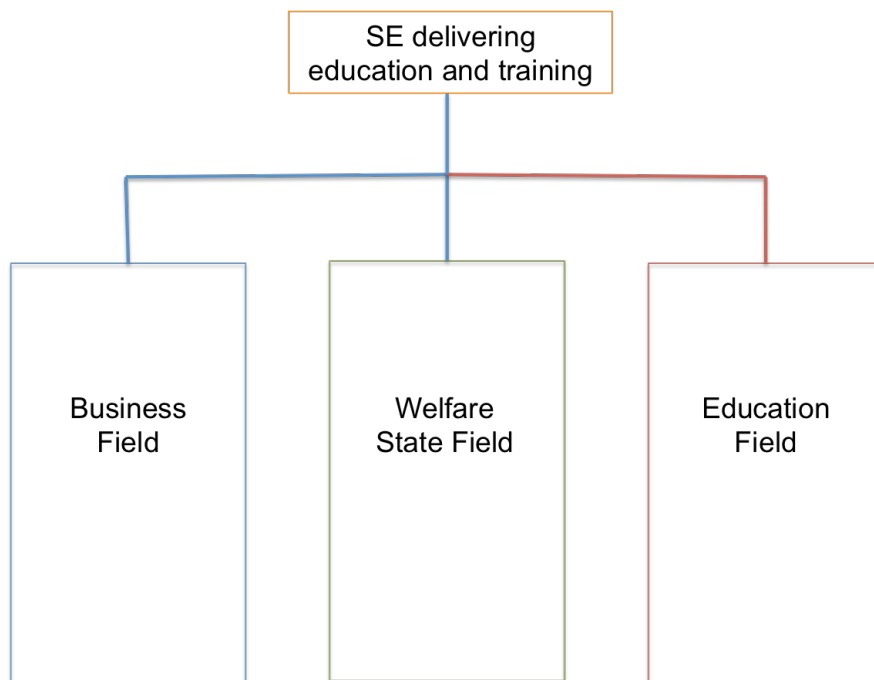 SE delivering
education and training
Business
Field
Welfare
State Field
Education
Field